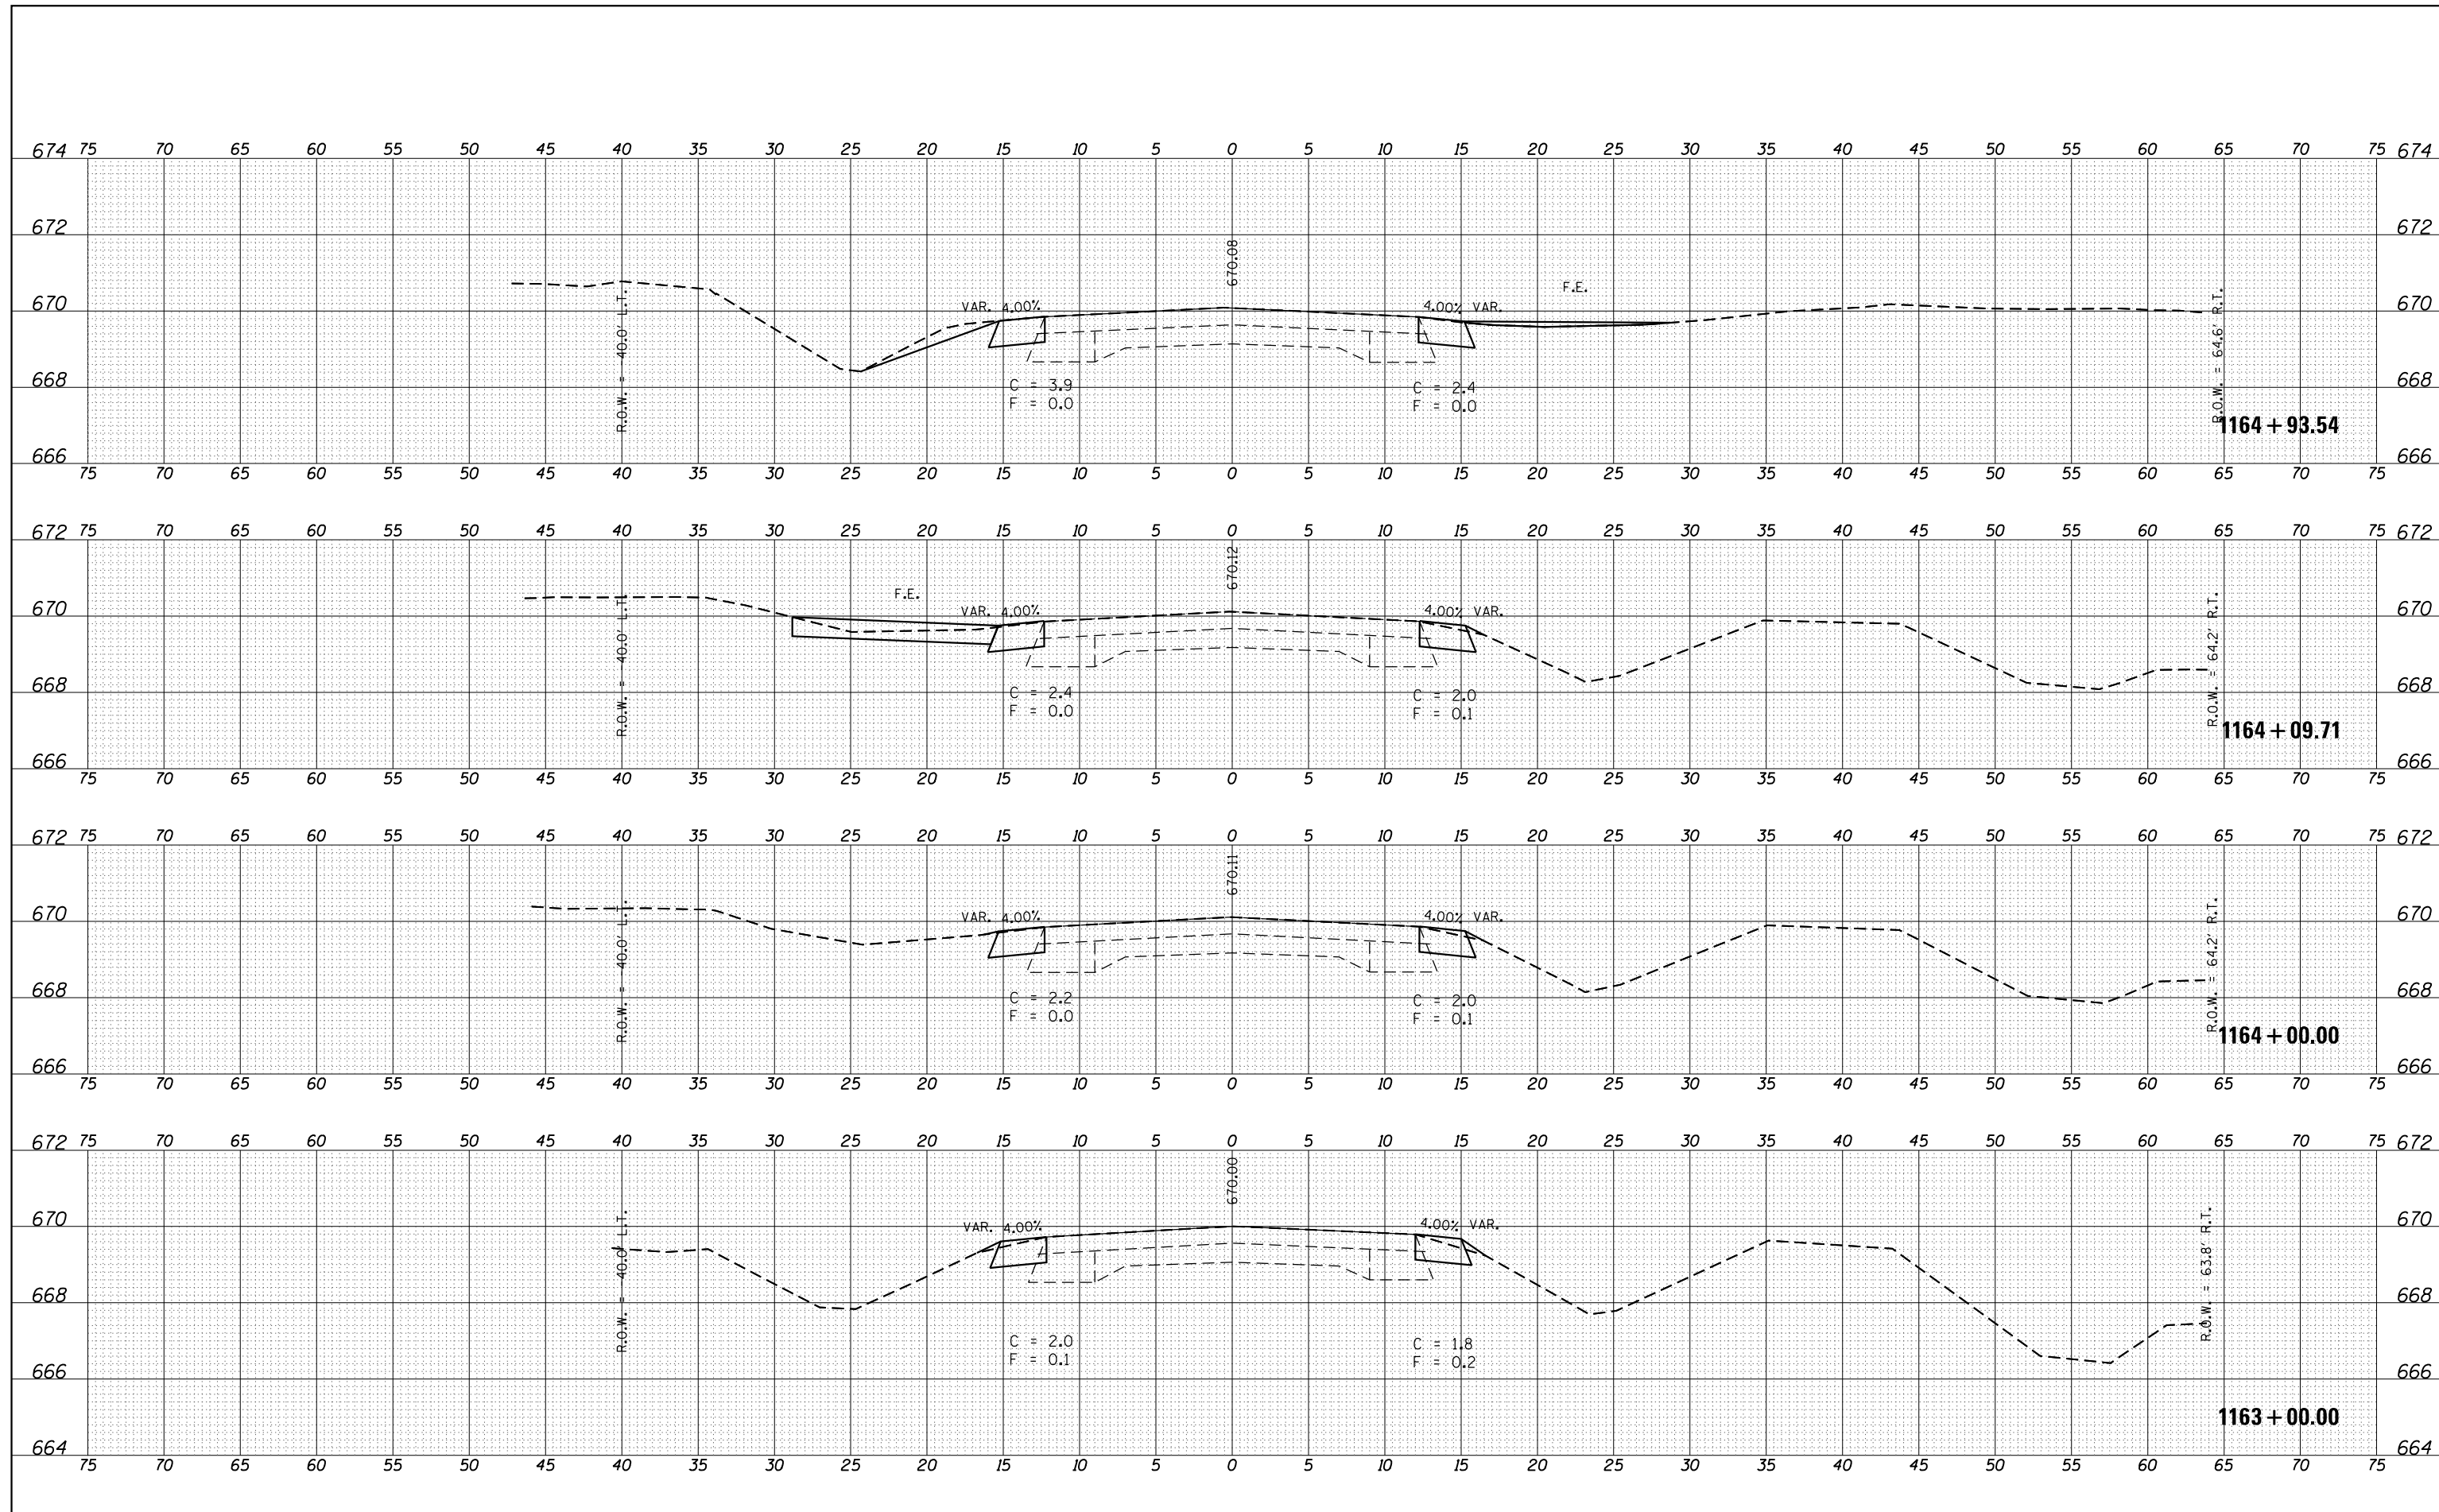 674 75 70 65 60 55 50 45 40 35 30 25 20 15 10 5 0 5 10 15 20 25 30 35 40 45 50 55 60 65 70 75 674
672 672
670.08
F.E.
VAR. 4.00% 4.00% VAR.
670 670
R.O.W. = 40.0' L.T.
R.O.W. = 64.6' R.T.
668 668
C = 3.9 C = 2.4
F = 0.0 F = 0.0
1164+93.54
666 666
75 70 65 60 55 50 45 40 35 30 25 20 15 10 5 0 5 10 15 20 25 30 35 40 45 50 55 60 65 70 75
672 75 70 65 60 55 50 45 40 35 30 25 20 15 10 5 0 5 10 15 20 25 30 35 40 45 50 55 60 65 70 75 672
670.12
F.E.
VAR. 4.00% 4.00% VAR.
670 670
R.O.W. = 40.0' L.T.
R.O.W. = 64.2' R.T.
668 668
C = 2.4 C = 2.0
F = 0.0 F = 0.1
1164+09.71
666 666
75 70 65 60 55 50 45 40 35 30 25 20 15 10 5 0 5 10 15 20 25 30 35 40 45 50 55 60 65 70 75
672 75 70 65 60 55 50 45 40 35 30 25 20 15 10 5 0 5 10 15 20 25 30 35 40 45 50 55 60 65 70 75 672
670.11
VAR. 4.00% 4.00% VAR.
670 670
R.O.W. = 40.0' L.T.
R.O.W. = 64.2' R.T.
668 668
C = 2.2 C = 2.0
F = 0.0 F = 0.1
1164+00.00
666 666
75 70 65 60 55 50 45 40 35 30 25 20 15 10 5 0 5 10 15 20 25 30 35 40 45 50 55 60 65 70 75
672 75 70 65 60 55 50 45 40 35 30 25 20 15 10 5 0 5 10 15 20 25 30 35 40 45 50 55 60 65 70 75 672
670.00
VAR. 4.00% 4.00% VAR.
670 670
R.O.W. = 40.0' L.T.
R.O.W. = 63.8' R.T.
668 668
C = 2.0 C = 1.8
F = 0.1 F = 0.2
666 666
1163+00.00
664 664
75 70 65 60 55 50 45 40 35 30 25 20 15 10 5 0 5 10 15 20 25 30 35 40 45 50 55 60 65 70 75